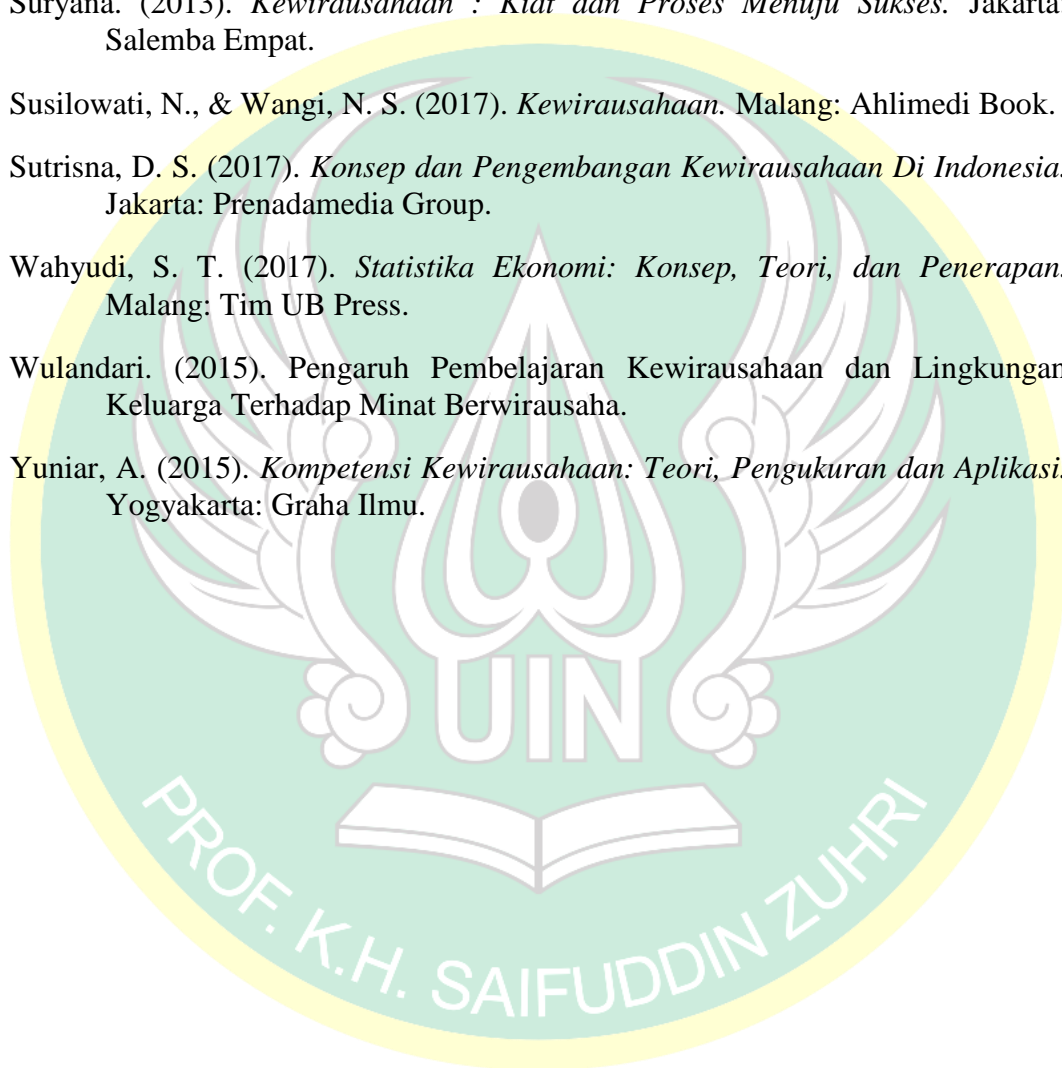 Suryana. (2013). Kewirausahaan : Kiat dan Proses Menuju Sukses. Jakarta:
Salemba Empat.
Susilowati, N., & Wangi, N. S. (2017). Kewirausahaan. Malang: Ahlimedi Book.
Sutrisna, D. S. (2017). Konsep dan Pengembangan Kewirausahaan Di Indonesia.
Jakarta: Prenadamedia Group.
Wahyudi, S. T. (2017). Statistika Ekonomi: Konsep, Teori, dan Penerapan.
Malang: Tim UB Press.
Wulandari. (2015). Pengaruh Pembelajaran Kewirausahaan dan Lingkungan
Keluarga Terhadap Minat Berwirausaha.
Yuniar, A. (2015). Kompetensi Kewirausahaan: Teori, Pengukuran dan Aplikasi.
Yogyakarta: Graha Ilmu.
UIN
PROF. K.H. SAIFUDDIN ZUHRI